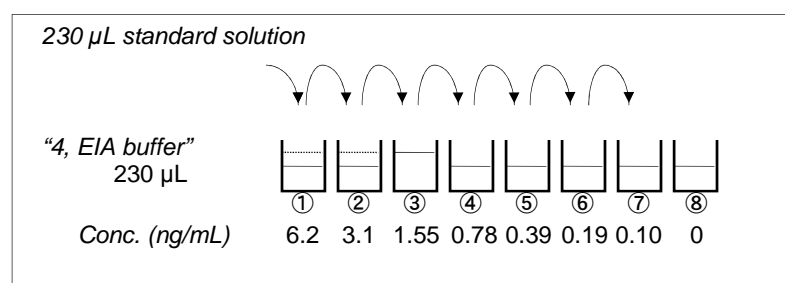 230 µL standard solution
“4, EIA buffer”
230 µL
① ② ③ ④ ⑤ ⑥ ⑦ ⑧
Conc. (ng/mL) 6.2 3.1 1.55 0.78 0.39 0.19 0.10 0